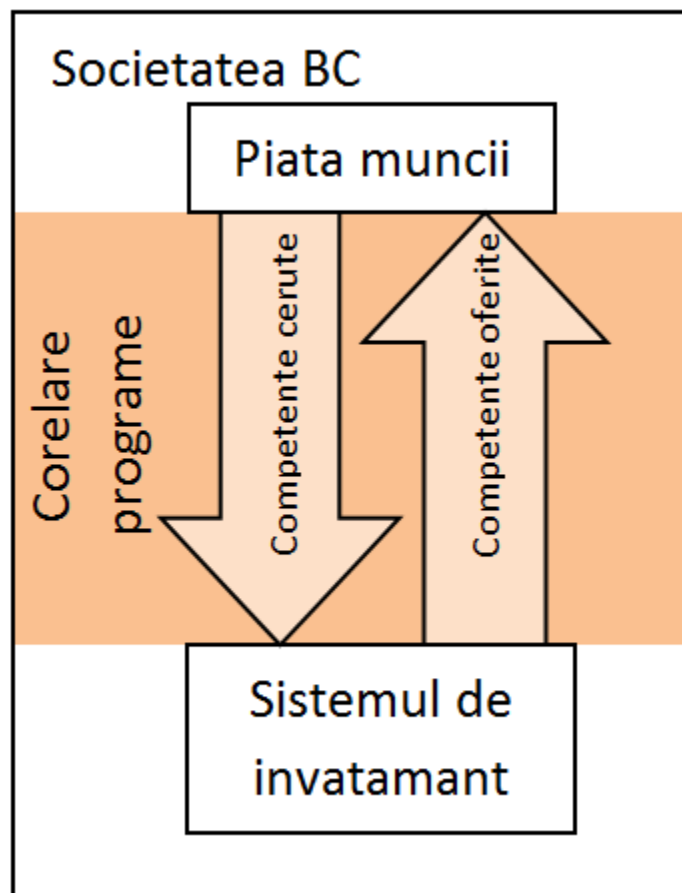 Societatea BC
Piata muncii
Corelare
programe
Competente cerute
Competente oferite
Sistemul de
invatamant